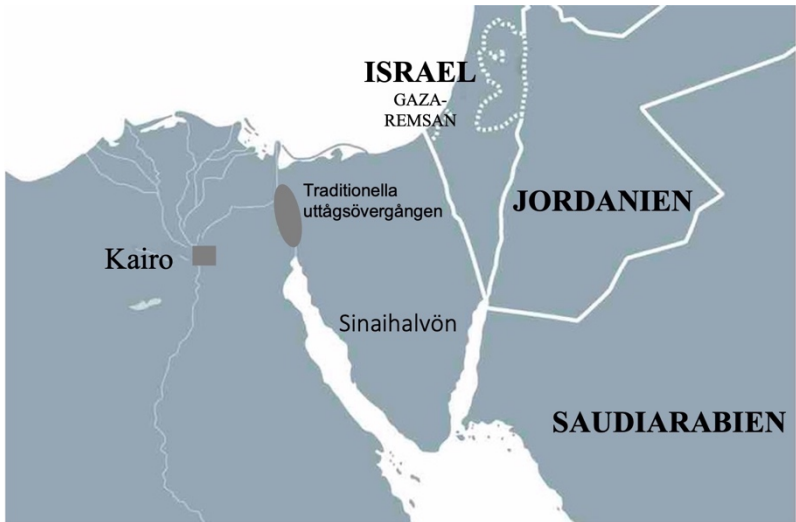 ISRAEL
GAZA-
REMSAN
Traditionella
uttågsövergången
JORDANIEN
Kairo
Sinaihalvön
SAUDIARABIEN